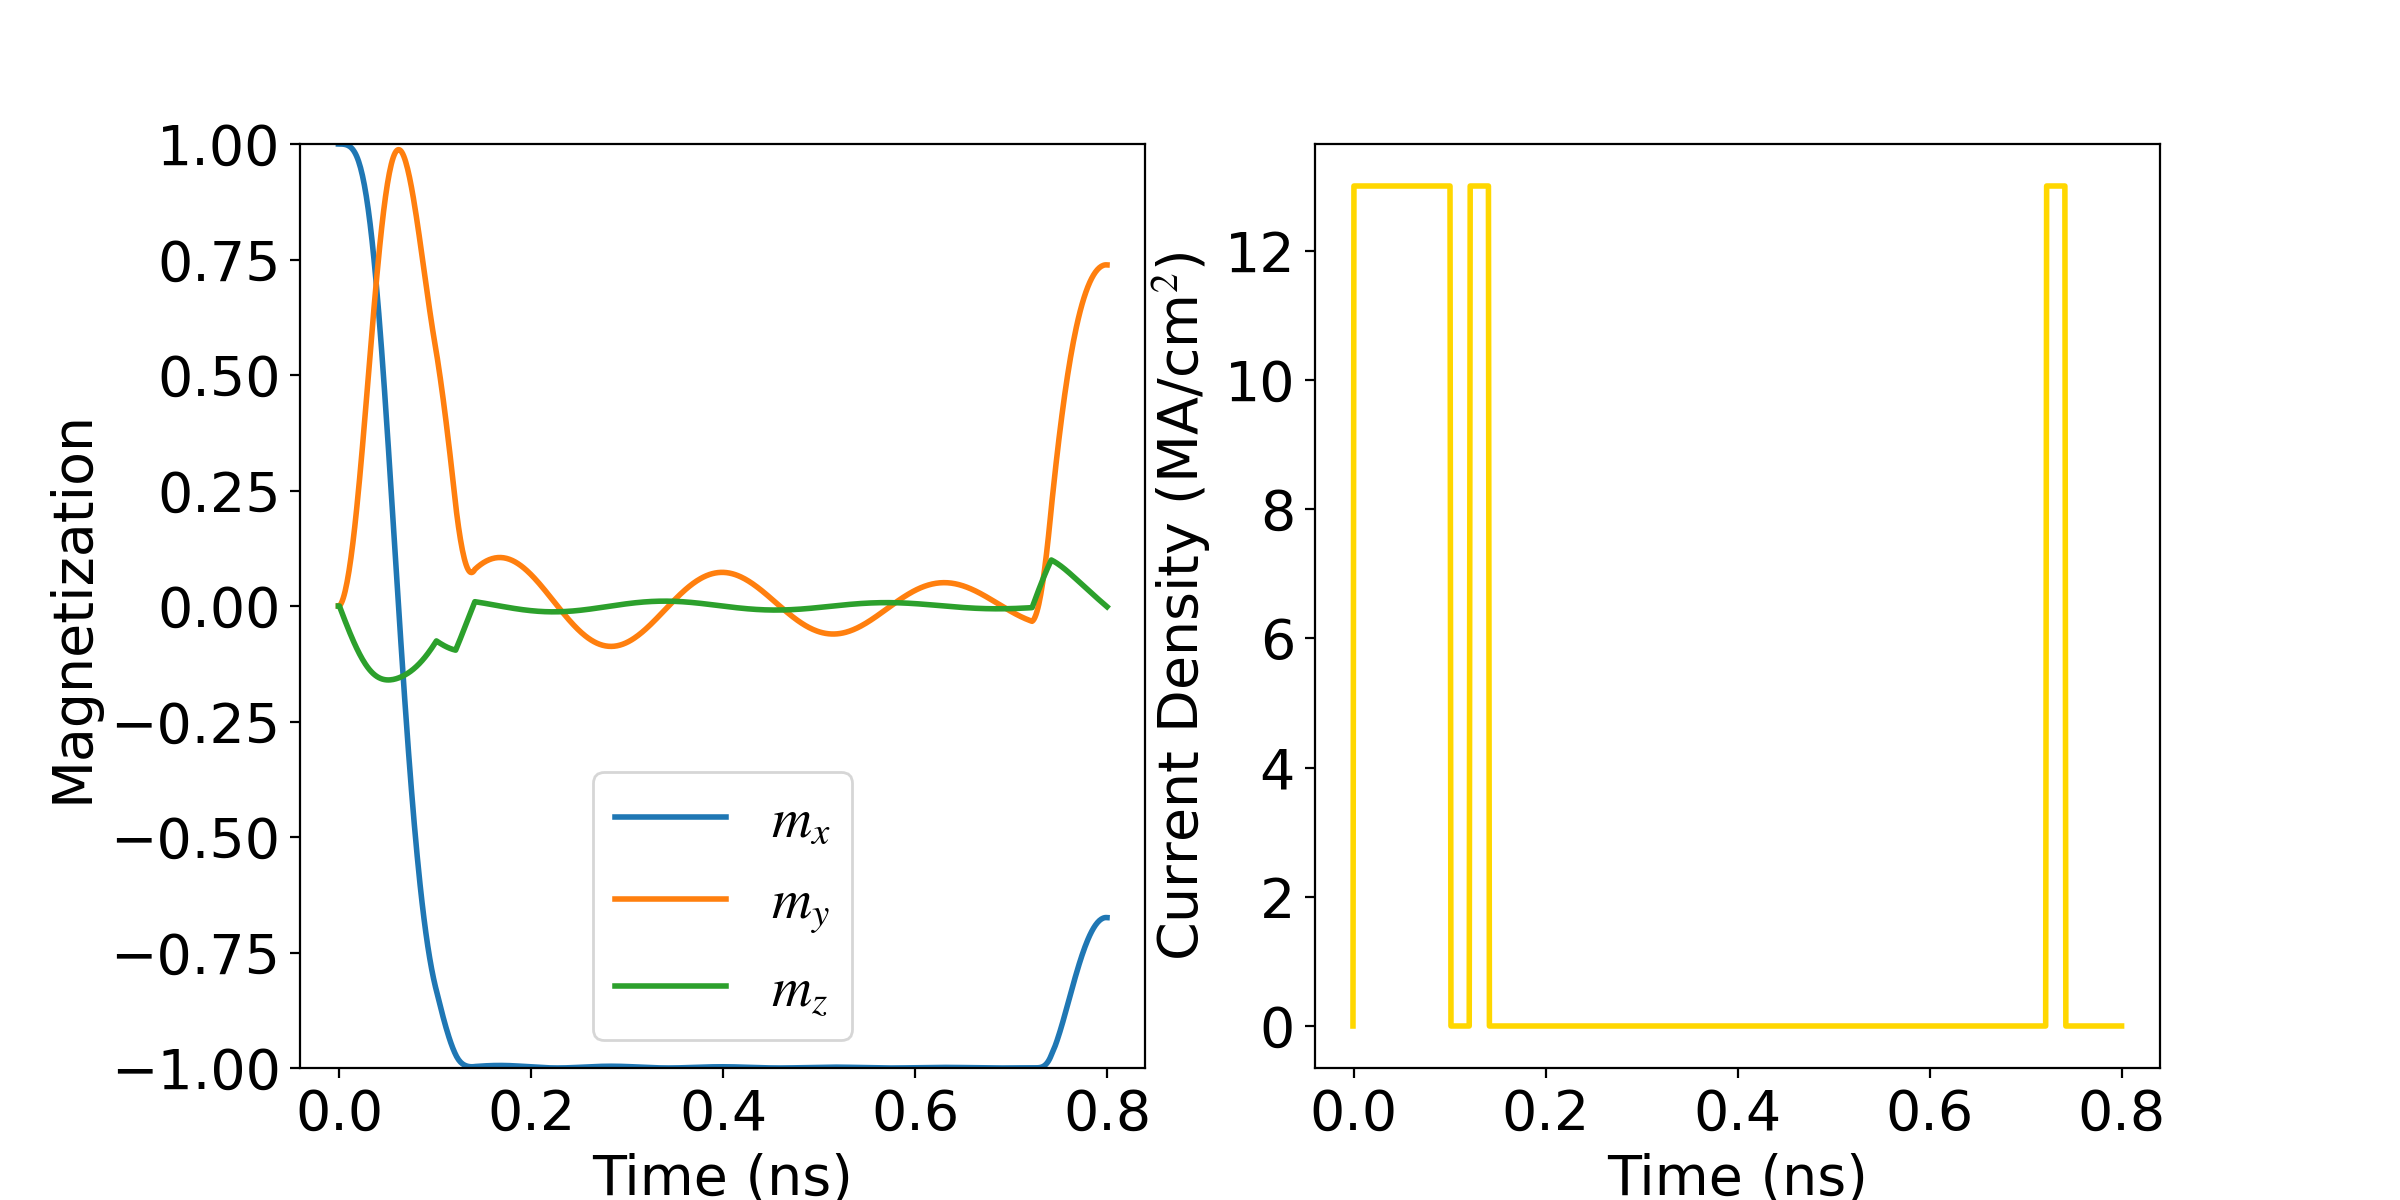 Magnetization
1.00
0.75
0.50
0.25
0.00
−0.25
−0.50
−0.75
−1.00
0.0 0.2 0.4 0.6 0.8
Time (ns)
m_x
m_y
m_z
Current Density (MA/cm²)
12
10
8
6
4
2
0
0.0 0.2 0.4 0.6 0.8
Time (ns)